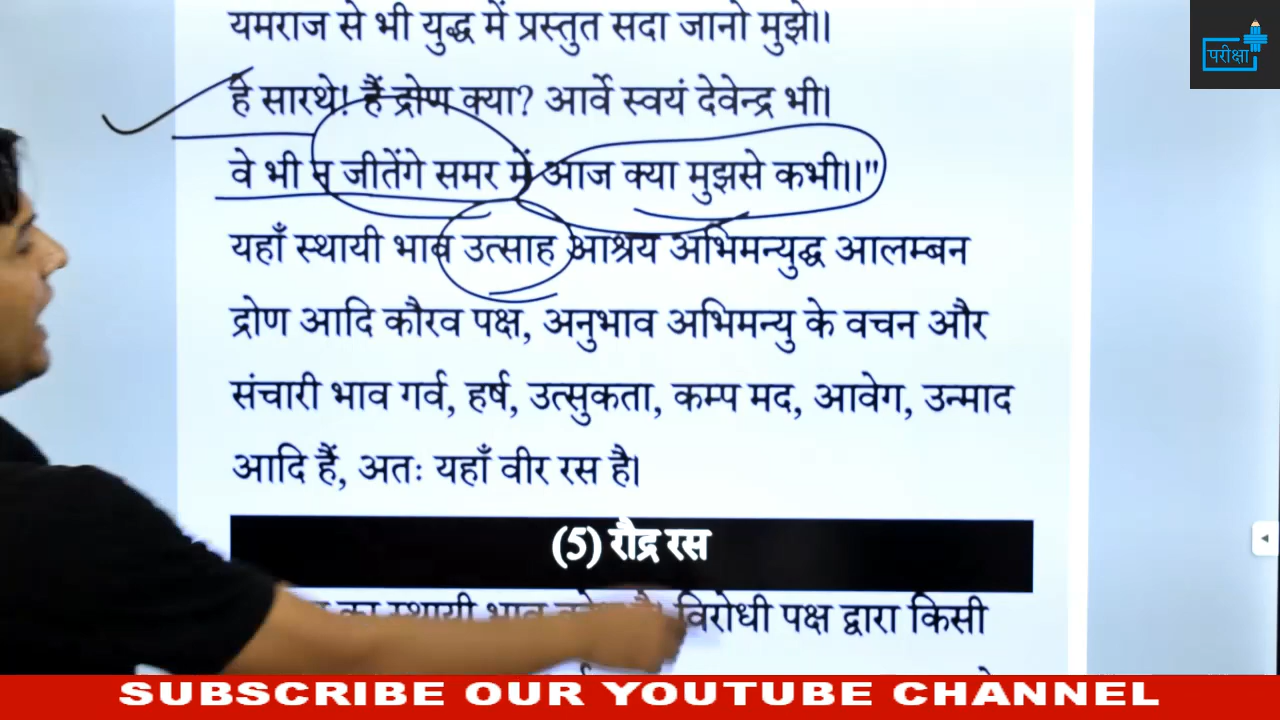 यमराज से भी युद्ध में प्रस्तुत सदा जानो मुझे।।
परीक्षा
हे सारथे! हैं द्रोण क्या? आर्वे स्वयं देवेन्द्र भी।
वे भी न जीतेंगे समर में आज क्या मुझसे कभी।।"
यहाँ स्थायी भाव उत्साह आश्रय अभिमन्युद्ध आलम्बन
द्रोण आदि कौरव पक्ष, अनुभाव अभिमन्यु के वचन और
संचारी भाव गर्व, हर्ष, उत्सुकता, कम्प मद, आवेग, उन्माद
आदि हैं, अतः यहाँ वीर रस है।
(5) रौद्र रस
का स्थायी भाव है। विरोधी पक्ष द्वारा किसी
SUBSCRIBE OUR YOUTUBE CHANNEL